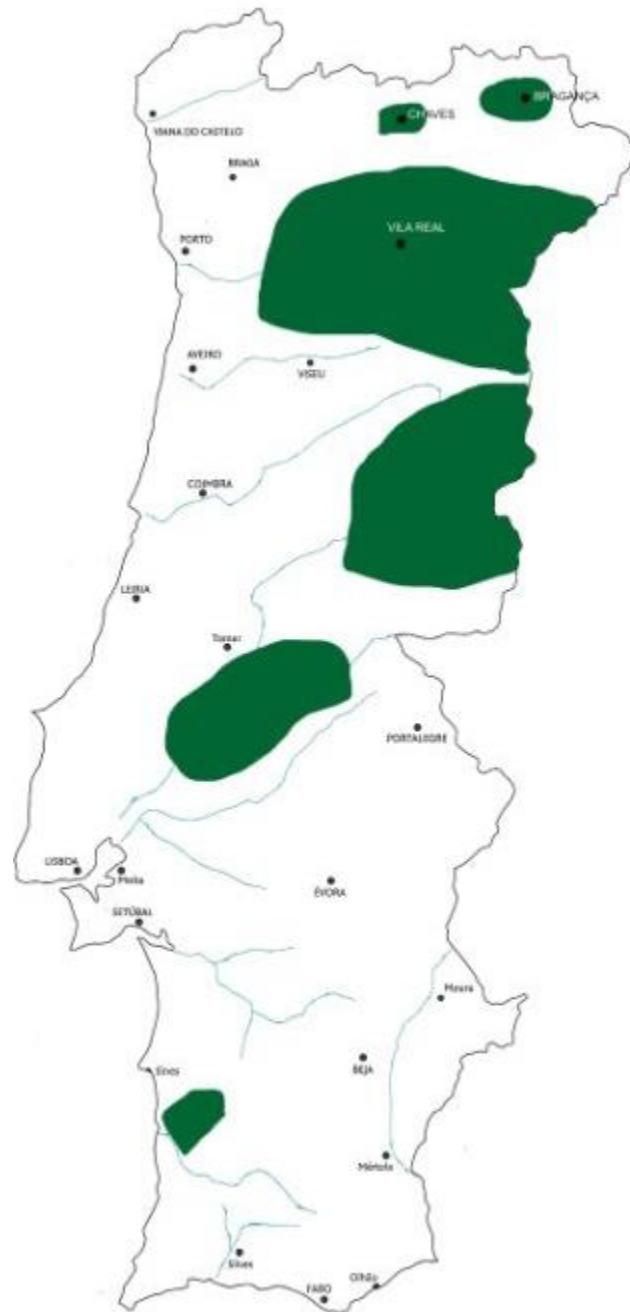 BRAGANÇA
CHAVES
VIANA DO CASTELO
BRAGA
VILA REAL
PORTO
AVEIRO
VISEU
COIMBRA
LEIRIA
Tomar
PORTALEGRE
LISBOA
Moita
ÉVORA
SETÚBAL
Moura
BEJA
Sines
Mértola
Silves
Olhão
FARO